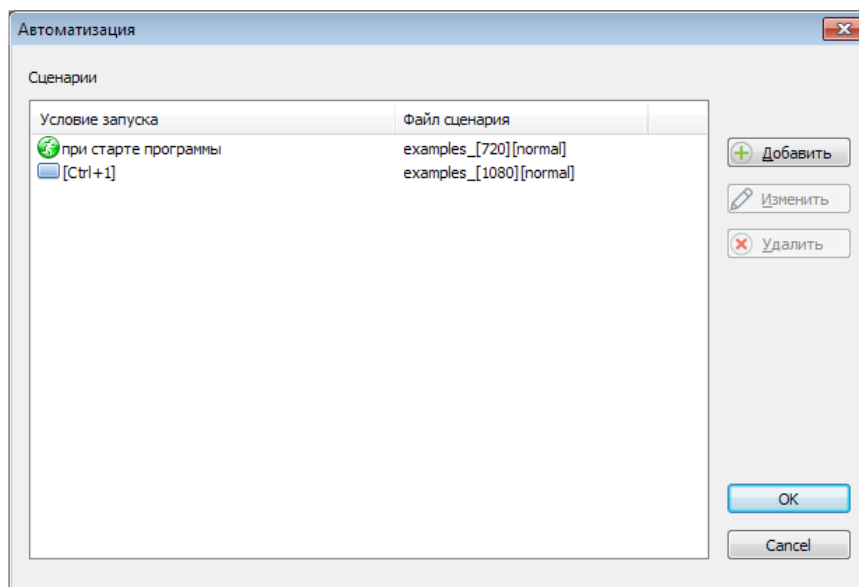 Автоматизация
Сценарии
Условие запуска Файл сценария
при старте программы examples_[720][normal]
[Ctrl+1] examples_[1080][normal]
Добавить
Изменить
Удалить
OK
Cancel